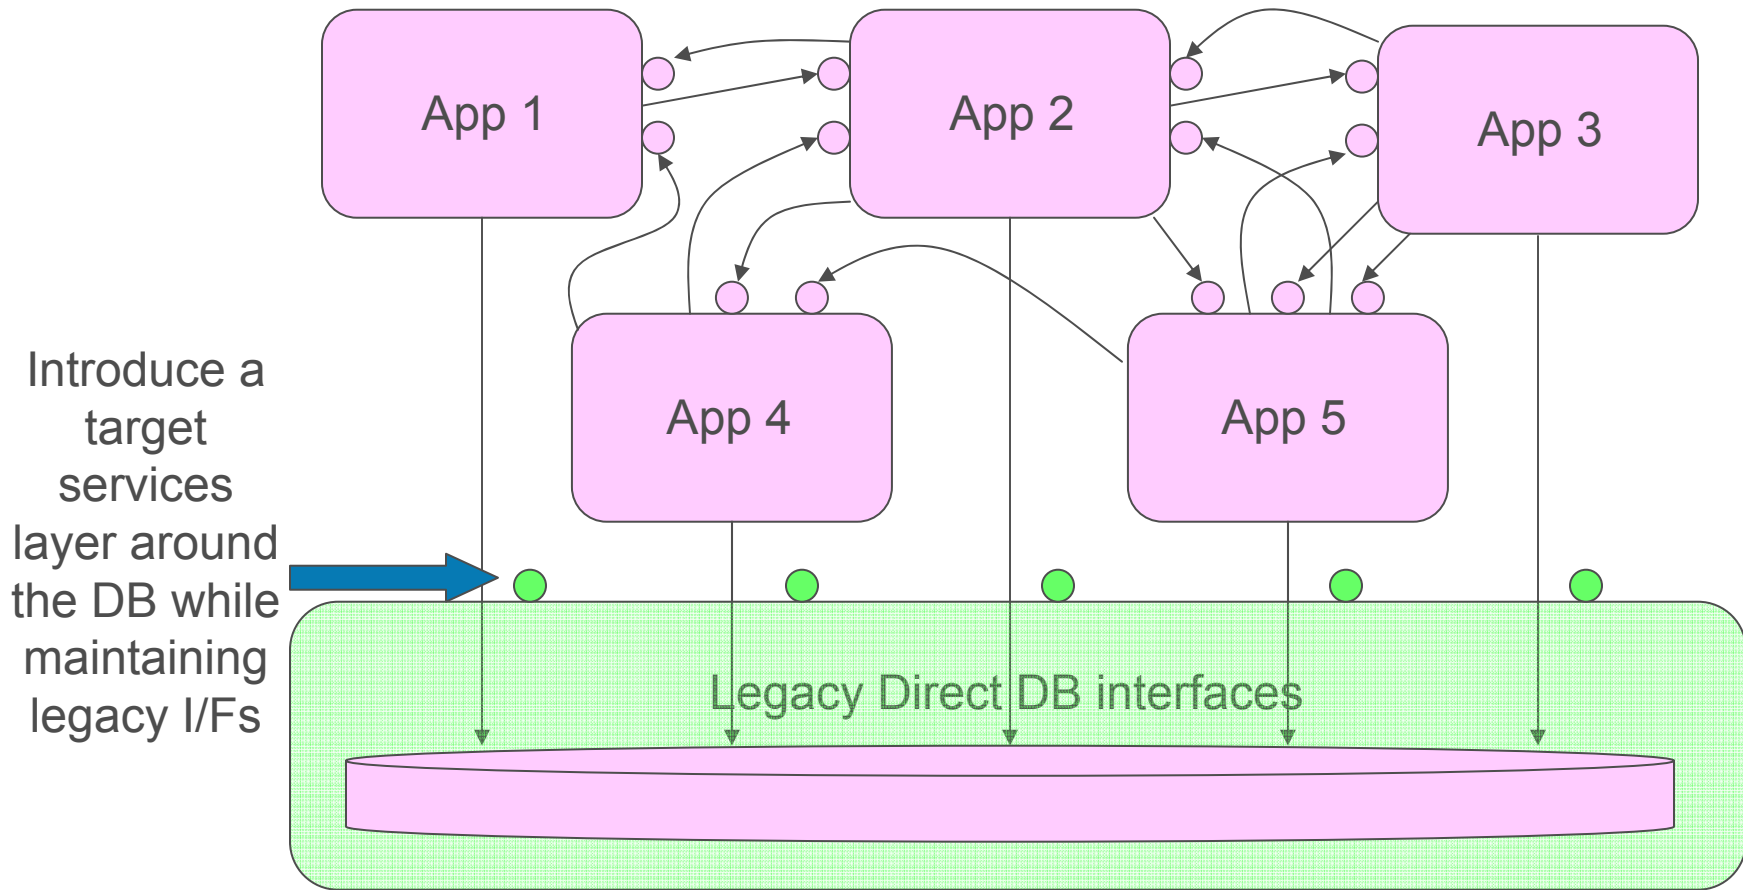 App 1
App 2
App 3
App 4
App 5
Introduce a
target
services
layer around
the DB while
maintaining
legacy I/Fs
Legacy Direct DB interfaces